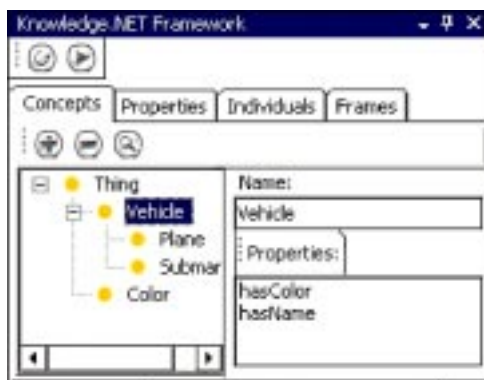 Knowledge.NET Framework
Concepts Properties Individuals Frames
Thing
Vehicle
Plane
Submar
Color
Name:
Vehicle
Properties:
hasColor
hasName